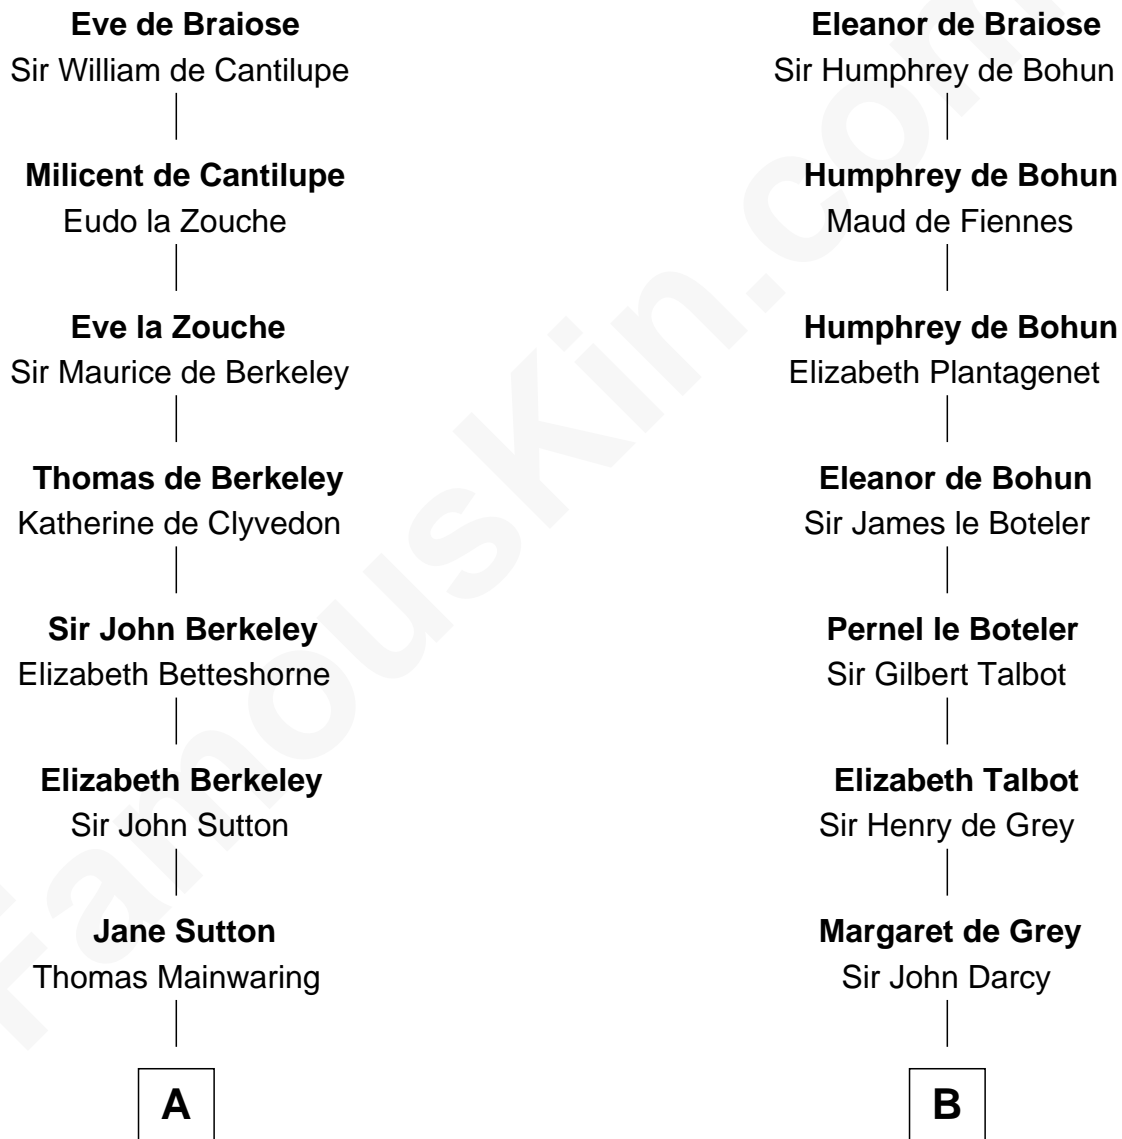 Eve de Braiose
Sir William de Cantilupe
Milicent de Cantilupe
Eudo la Zouche
Eve la Zouche
Sir Maurice de Berkeley
Thomas de Berkeley
Katherine de Clyvedon
Sir John Berkeley
Elizabeth Betteshorne
Elizabeth Berkeley
Sir John Sutton
Jane Sutton
Thomas Mainwaring
A
Eleanor de Braiose
Sir Humphrey de Bohun
Humphrey de Bohun
Maud de Fiennes
Humphrey de Bohun
Elizabeth Plantagenet
Eleanor de Bohun
Sir James le Boteler
Pernel le Boteler
Sir Gilbert Talbot
Elizabeth Talbot
Sir Henry de Grey
Margaret de Grey
Sir John Darcy
B
FamousKin.com